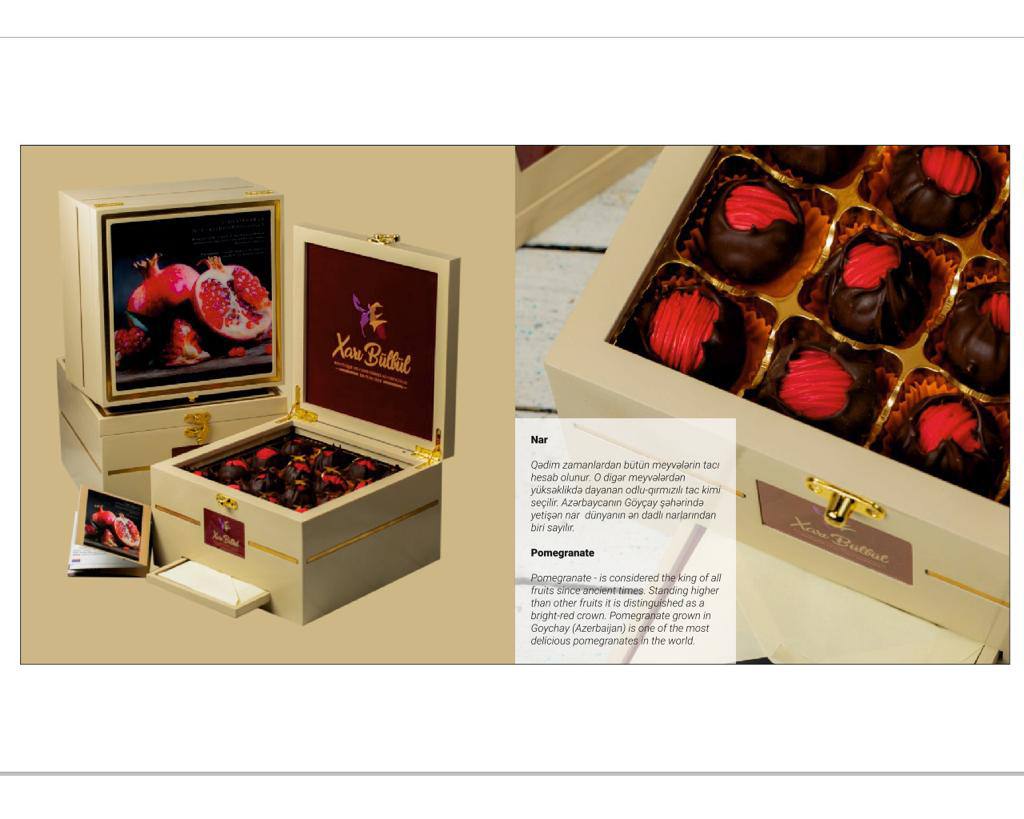 Xarı Bülbül
Xarı Bülbül
Xarı Bülbül
Nar
Qədim zamanlardan bütün meyvələrin tacı
hesab olunur. O digər meyvələrdən
yüksəklikdə dayanan odlu-qırmızılı tac kimi
seçilir. Azərbaycanın Göyçay şəhərində
yetişən nar dünyanın ən dadlı narlarından
biri sayılır.
Pomegranate
Pomegranate - is considered the king of all
fruits since ancient times. Standing higher
than other fruits it is distinguished as a
bright-red crown. Pomegranate grown in
Goychay (Azerbaijan) is one of the most
delicious pomegranates in the world.